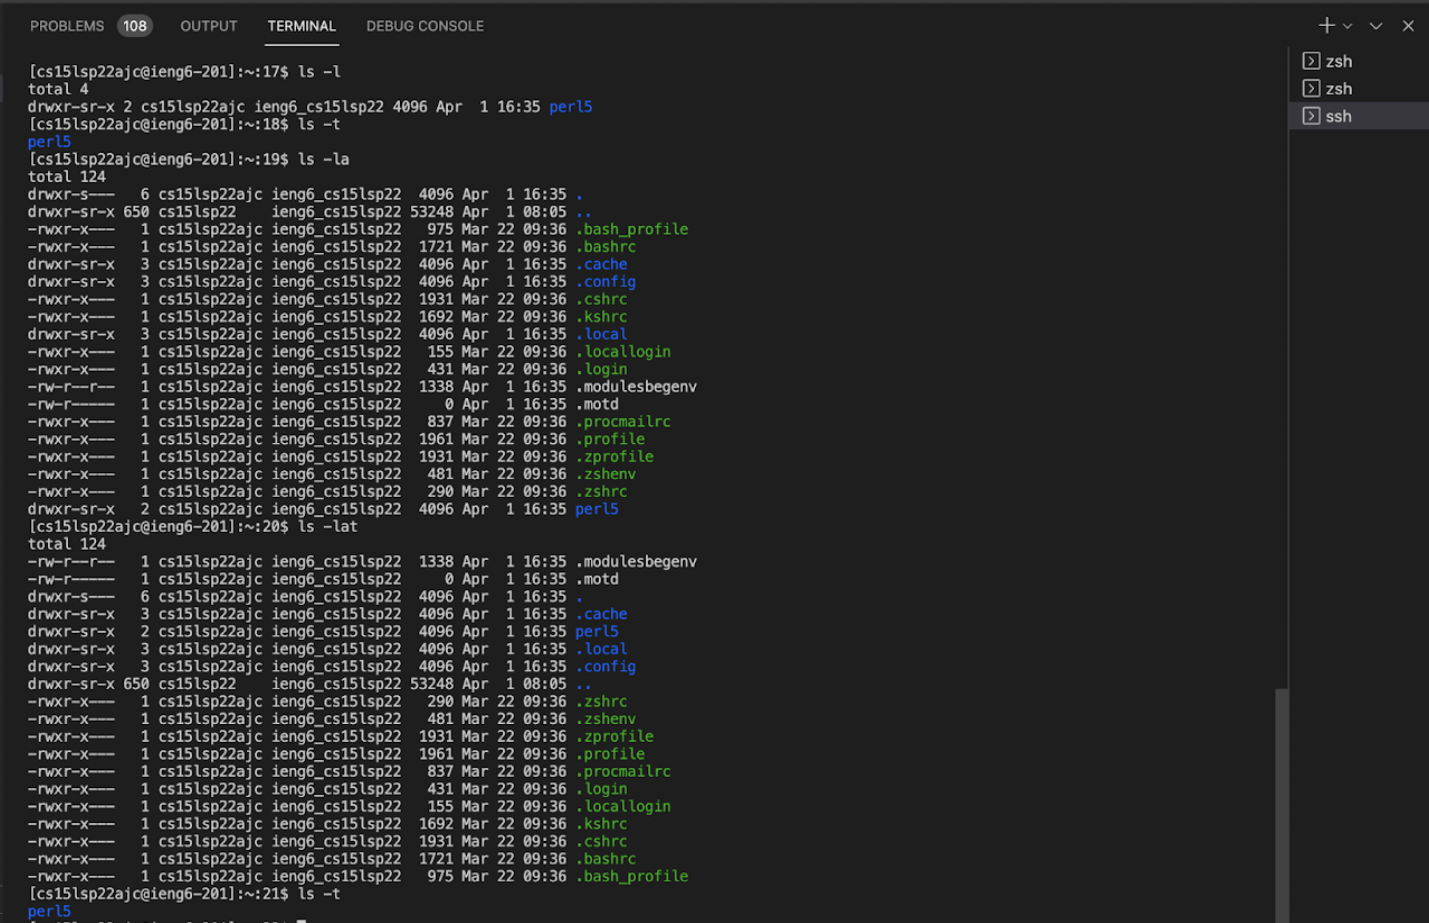 PROBLEMS 108 OUTPUT TERMINAL DEBUG CONSOLE
zsh
zsh
ssh
[cs15lsp22ajc@ieng6-201]:~:17$ ls -l
total 4
drwxr-sr-x 2 cs15lsp22ajc ieng6_cs15lsp22 4096 Apr  1 16:35 perl5
[cs15lsp22ajc@ieng6-201]:~:18$ ls -t
perl5
[cs15lsp22ajc@ieng6-201]:~:19$ ls -la
total 124
drwxr-s---   6 cs15lsp22ajc ieng6_cs15lsp22  4096 Apr  1 16:35 .
drwxr-sr-x 650 cs15lsp22    ieng6_cs15lsp22 53248 Apr  1 08:05 ..
-rwxr-x---   1 cs15lsp22ajc ieng6_cs15lsp22   975 Mar 22 09:36 .bash_profile
-rwxr-x---   1 cs15lsp22ajc ieng6_cs15lsp22  1721 Mar 22 09:36 .bashrc
drwxr-sr-x   3 cs15lsp22ajc ieng6_cs15lsp22  4096 Apr  1 16:35 .cache
drwxr-sr-x   3 cs15lsp22ajc ieng6_cs15lsp22  4096 Apr  1 16:35 .config
-rwxr-x---   1 cs15lsp22ajc ieng6_cs15lsp22  1931 Mar 22 09:36 .cshrc
-rwxr-x---   1 cs15lsp22ajc ieng6_cs15lsp22  1692 Mar 22 09:36 .kshrc
drwxr-sr-x   3 cs15lsp22ajc ieng6_cs15lsp22  4096 Apr  1 16:35 .local
-rwxr-x---   1 cs15lsp22ajc ieng6_cs15lsp22   155 Mar 22 09:36 .locallogin
-rwxr-x---   1 cs15lsp22ajc ieng6_cs15lsp22   431 Mar 22 09:36 .login
-rw-r--r--   1 cs15lsp22ajc ieng6_cs15lsp22  1338 Apr  1 16:35 .modulesbegenv
-rw-r-----   1 cs15lsp22ajc ieng6_cs15lsp22     0 Apr  1 16:35 .motd
-rwxr-x---   1 cs15lsp22ajc ieng6_cs15lsp22   837 Mar 22 09:36 .procmailrc
-rwxr-x---   1 cs15lsp22ajc ieng6_cs15lsp22  1961 Mar 22 09:36 .profile
-rwxr-x---   1 cs15lsp22ajc ieng6_cs15lsp22  1931 Mar 22 09:36 .zprofile
-rwxr-x---   1 cs15lsp22ajc ieng6_cs15lsp22   481 Mar 22 09:36 .zshenv
-rwxr-x---   1 cs15lsp22ajc ieng6_cs15lsp22   290 Mar 22 09:36 .zshrc
drwxr-sr-x   2 cs15lsp22ajc ieng6_cs15lsp22  4096 Apr  1 16:35 perl5
[cs15lsp22ajc@ieng6-201]:~:20$ ls -lat
total 124
-rw-r--r--   1 cs15lsp22ajc ieng6_cs15lsp22  1338 Apr  1 16:35 .modulesbegenv
-rw-r-----   1 cs15lsp22ajc ieng6_cs15lsp22     0 Apr  1 16:35 .motd
drwxr-s---   6 cs15lsp22ajc ieng6_cs15lsp22  4096 Apr  1 16:35 .
drwxr-sr-x   3 cs15lsp22ajc ieng6_cs15lsp22  4096 Apr  1 16:35 .cache
drwxr-sr-x   2 cs15lsp22ajc ieng6_cs15lsp22  4096 Apr  1 16:35 perl5
drwxr-sr-x   3 cs15lsp22ajc ieng6_cs15lsp22  4096 Apr  1 16:35 .local
drwxr-sr-x   3 cs15lsp22ajc ieng6_cs15lsp22  4096 Apr  1 16:35 .config
drwxr-sr-x 650 cs15lsp22    ieng6_cs15lsp22 53248 Apr  1 08:05 ..
-rwxr-x---   1 cs15lsp22ajc ieng6_cs15lsp22   290 Mar 22 09:36 .zshrc
-rwxr-x---   1 cs15lsp22ajc ieng6_cs15lsp22   481 Mar 22 09:36 .zshenv
-rwxr-x---   1 cs15lsp22ajc ieng6_cs15lsp22  1931 Mar 22 09:36 .zprofile
-rwxr-x---   1 cs15lsp22ajc ieng6_cs15lsp22  1961 Mar 22 09:36 .profile
-rwxr-x---   1 cs15lsp22ajc ieng6_cs15lsp22   837 Mar 22 09:36 .procmailrc
-rwxr-x---   1 cs15lsp22ajc ieng6_cs15lsp22   431 Mar 22 09:36 .login
-rwxr-x---   1 cs15lsp22ajc ieng6_cs15lsp22   155 Mar 22 09:36 .locallogin
-rwxr-x---   1 cs15lsp22ajc ieng6_cs15lsp22  1692 Mar 22 09:36 .kshrc
-rwxr-x---   1 cs15lsp22ajc ieng6_cs15lsp22  1931 Mar 22 09:36 .cshrc
-rwxr-x---   1 cs15lsp22ajc ieng6_cs15lsp22  1721 Mar 22 09:36 .bashrc
-rwxr-x---   1 cs15lsp22ajc ieng6_cs15lsp22   975 Mar 22 09:36 .bash_profile
[cs15lsp22ajc@ieng6-201]:~:21$ ls -t
perl5